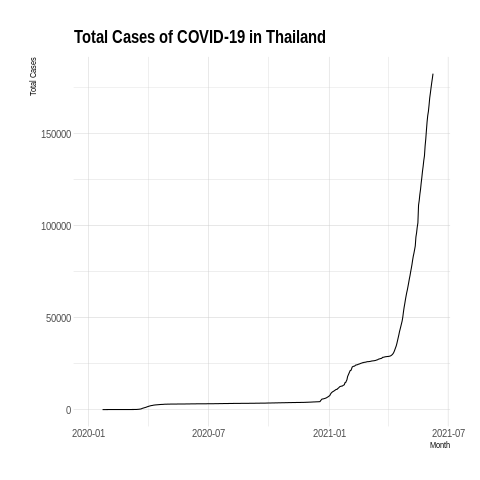 Total Cases of COVID-19 in Thailand
Total Cases
150000
100000
50000
0
2020-01 2020-07 2021-01 2021-07
Month